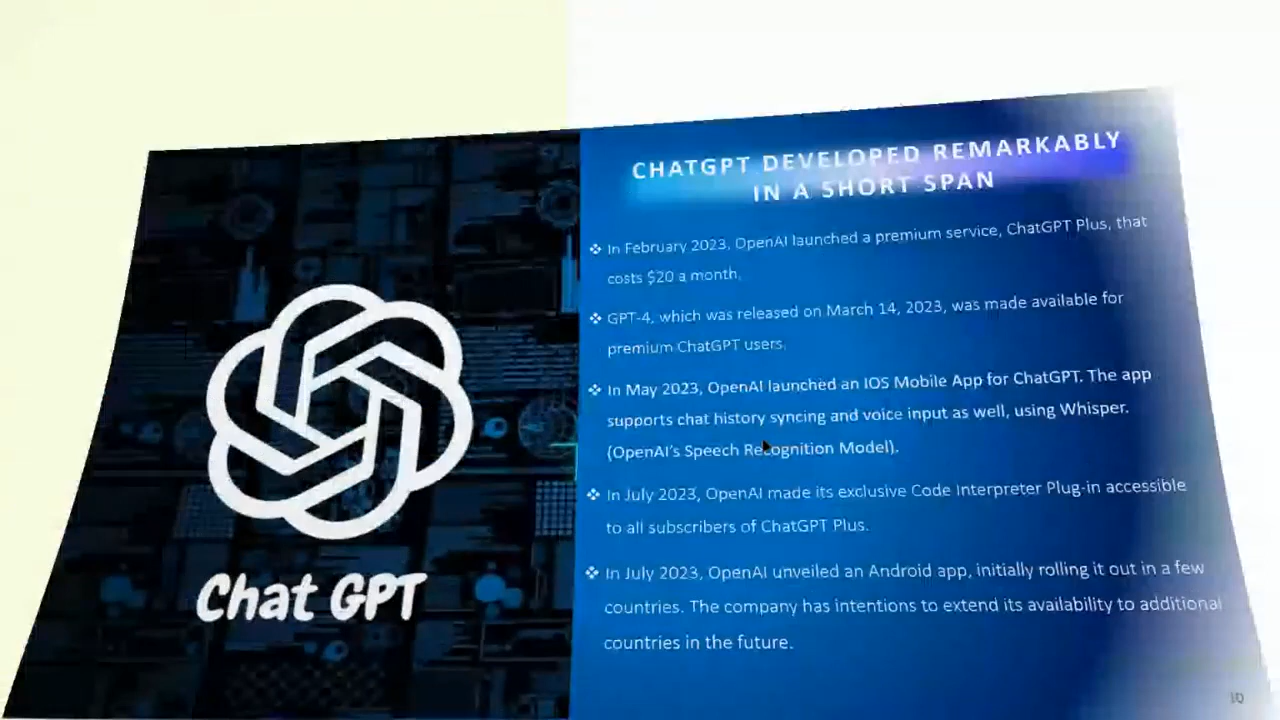 CHATGPT DEVELOPED REMARKABLY
IN A SHORT SPAN
❖ In February 2023, OpenAI launched a premium service, ChatGPT Plus, that
costs $20 a month.
❖ GPT-4, which was released on March 14, 2023, was made available for
premium ChatGPT users.
❖ In May 2023, OpenAI launched an IOS Mobile App for ChatGPT. The app
supports chat history syncing and voice input as well, using Whisper.
(OpenAI’s Speech Recognition Model).
❖ In July 2023, OpenAI made its exclusive Code Interpreter Plug-in accessible
to all subscribers of ChatGPT Plus.
❖ In July 2023, OpenAI unveiled an Android app, initially rolling it out in a few
countries. The company has intentions to extend its availability to additional
countries in the future.
Chat GPT
10